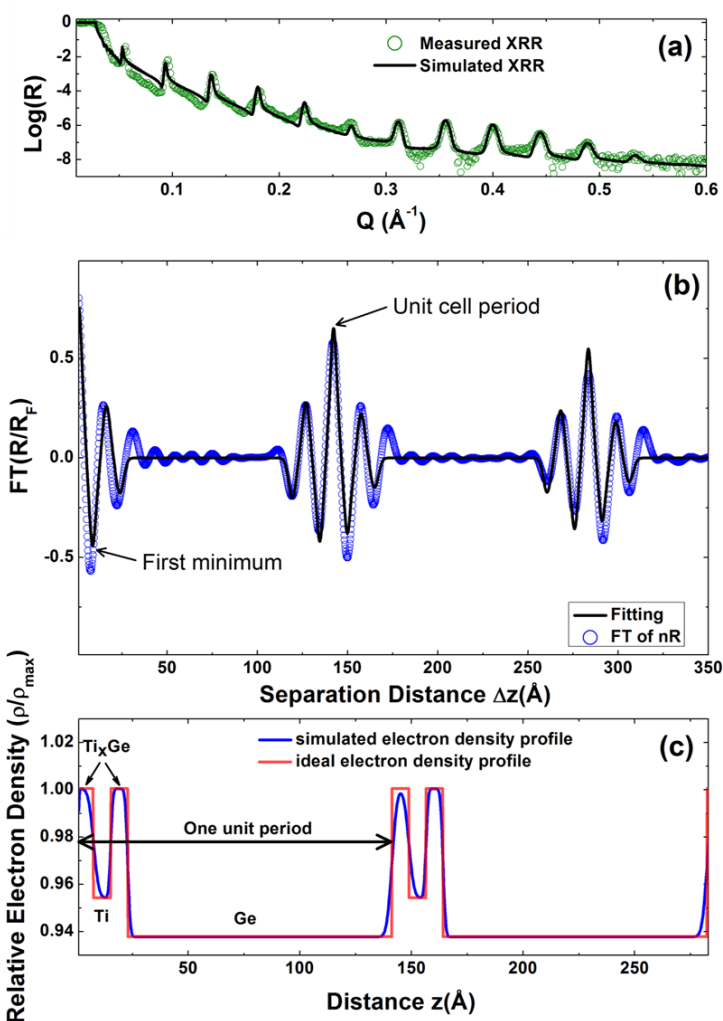 (a)
Measured XRR
Simulated XRR
0
-2
-4
-6
-8
Log(R)
0.1 0.2 0.3 0.4 0.5 0.6
Q (Å-1)
(b)
Unit cell period
First minimum
0.5
0.0
-0.5
FT(R/RF)
Fitting
FT of nR
50 100 150 200 250 300 350
Separation Distance Δz(Å)
(c)
simulated electron density profile
ideal electron density profile
TixGe
One unit period
Ti
Ge
1.02
1.00
0.98
0.96
0.94
Relative Electron Density (ρ/ρmax)
50 100 150 200 250
Distance z(Å)